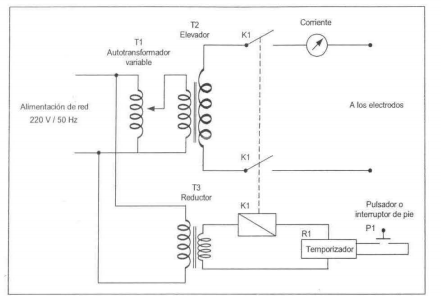 T1
Autotransformador
variable
T2
Elevador
K1
Corriente
Alimentación de red
220 V / 50 Hz
A los electrodos
K1
T3
Reductor
K1
R1
Temporizador
Pulsador o
interruptor de pie
P1